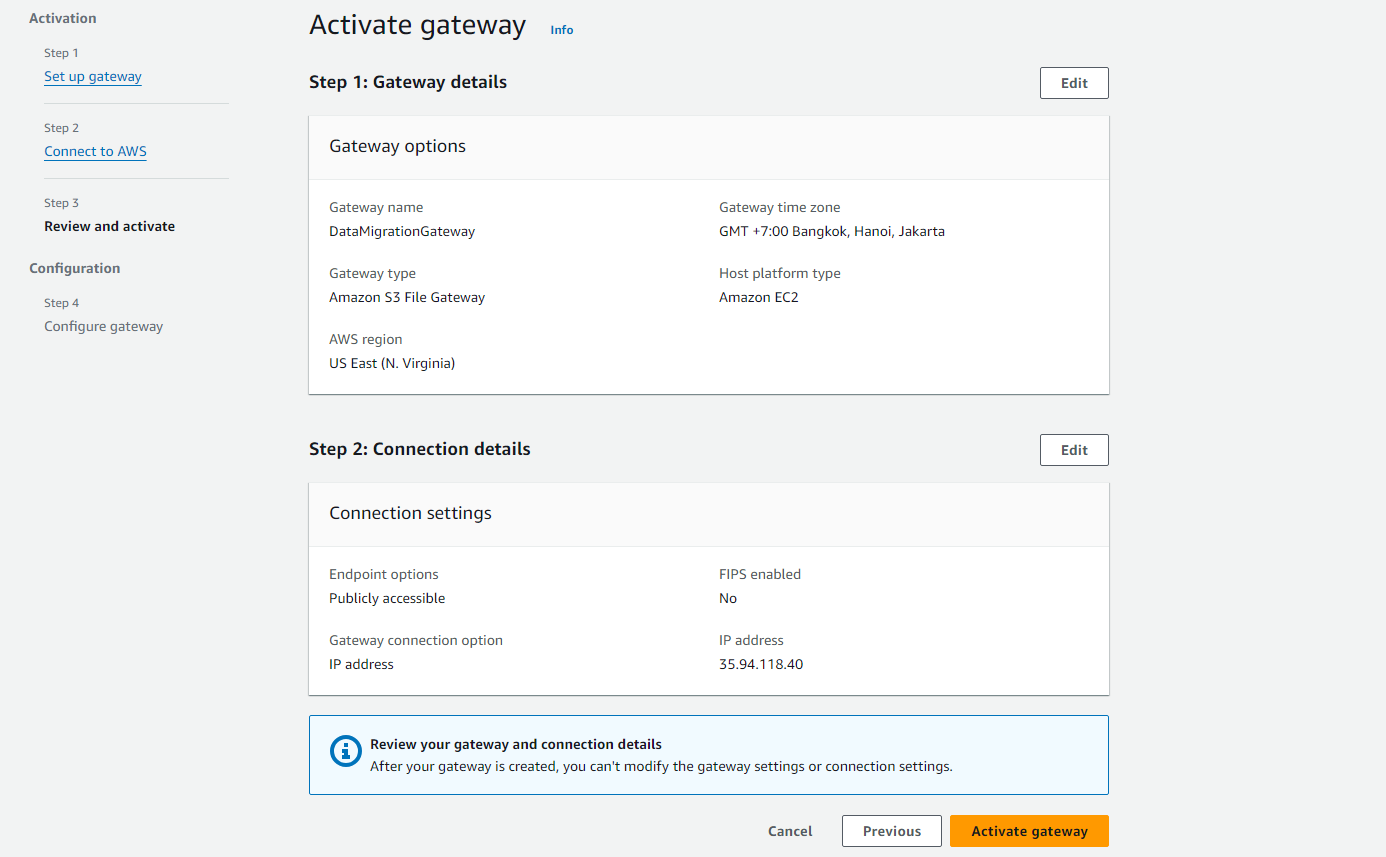 Activation
Step 1
Set up gateway
Step 2
Connect to AWS
Step 3
Review and activate
Configuration
Step 4
Configure gateway
Activate gateway Info
Step 1: Gateway details Edit
Gateway options
Gateway name Gateway time zone
DataMigrationGateway GMT +7:00 Bangkok, Hanoi, Jakarta
Gateway type Host platform type
Amazon S3 File Gateway Amazon EC2
AWS region
US East (N. Virginia)
Step 2: Connection details Edit
Connection settings
Endpoint options FIPS enabled
Publicly accessible No
Gateway connection option IP address
IP address 35.94.118.40
Review your gateway and connection details
After your gateway is created, you can't modify the gateway settings or connection settings.
Cancel Previous Activate gateway